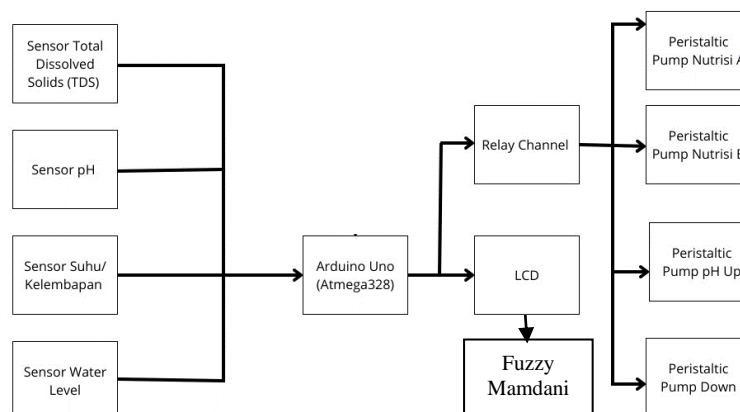 Sensor Total
Dissolved
Solids (TDS)
Sensor pH
Sensor Suhu/
Kelembapan
Sensor Water
Level
Arduino Uno
(Atmega328)
Relay Channel
LCD
Fuzzy
Mamdani
Peristaltic
Pump Nutrisi A
Peristaltic
Pump Nutrisi
Peristaltic
Pump pH Up
Peristaltic
Pump Down